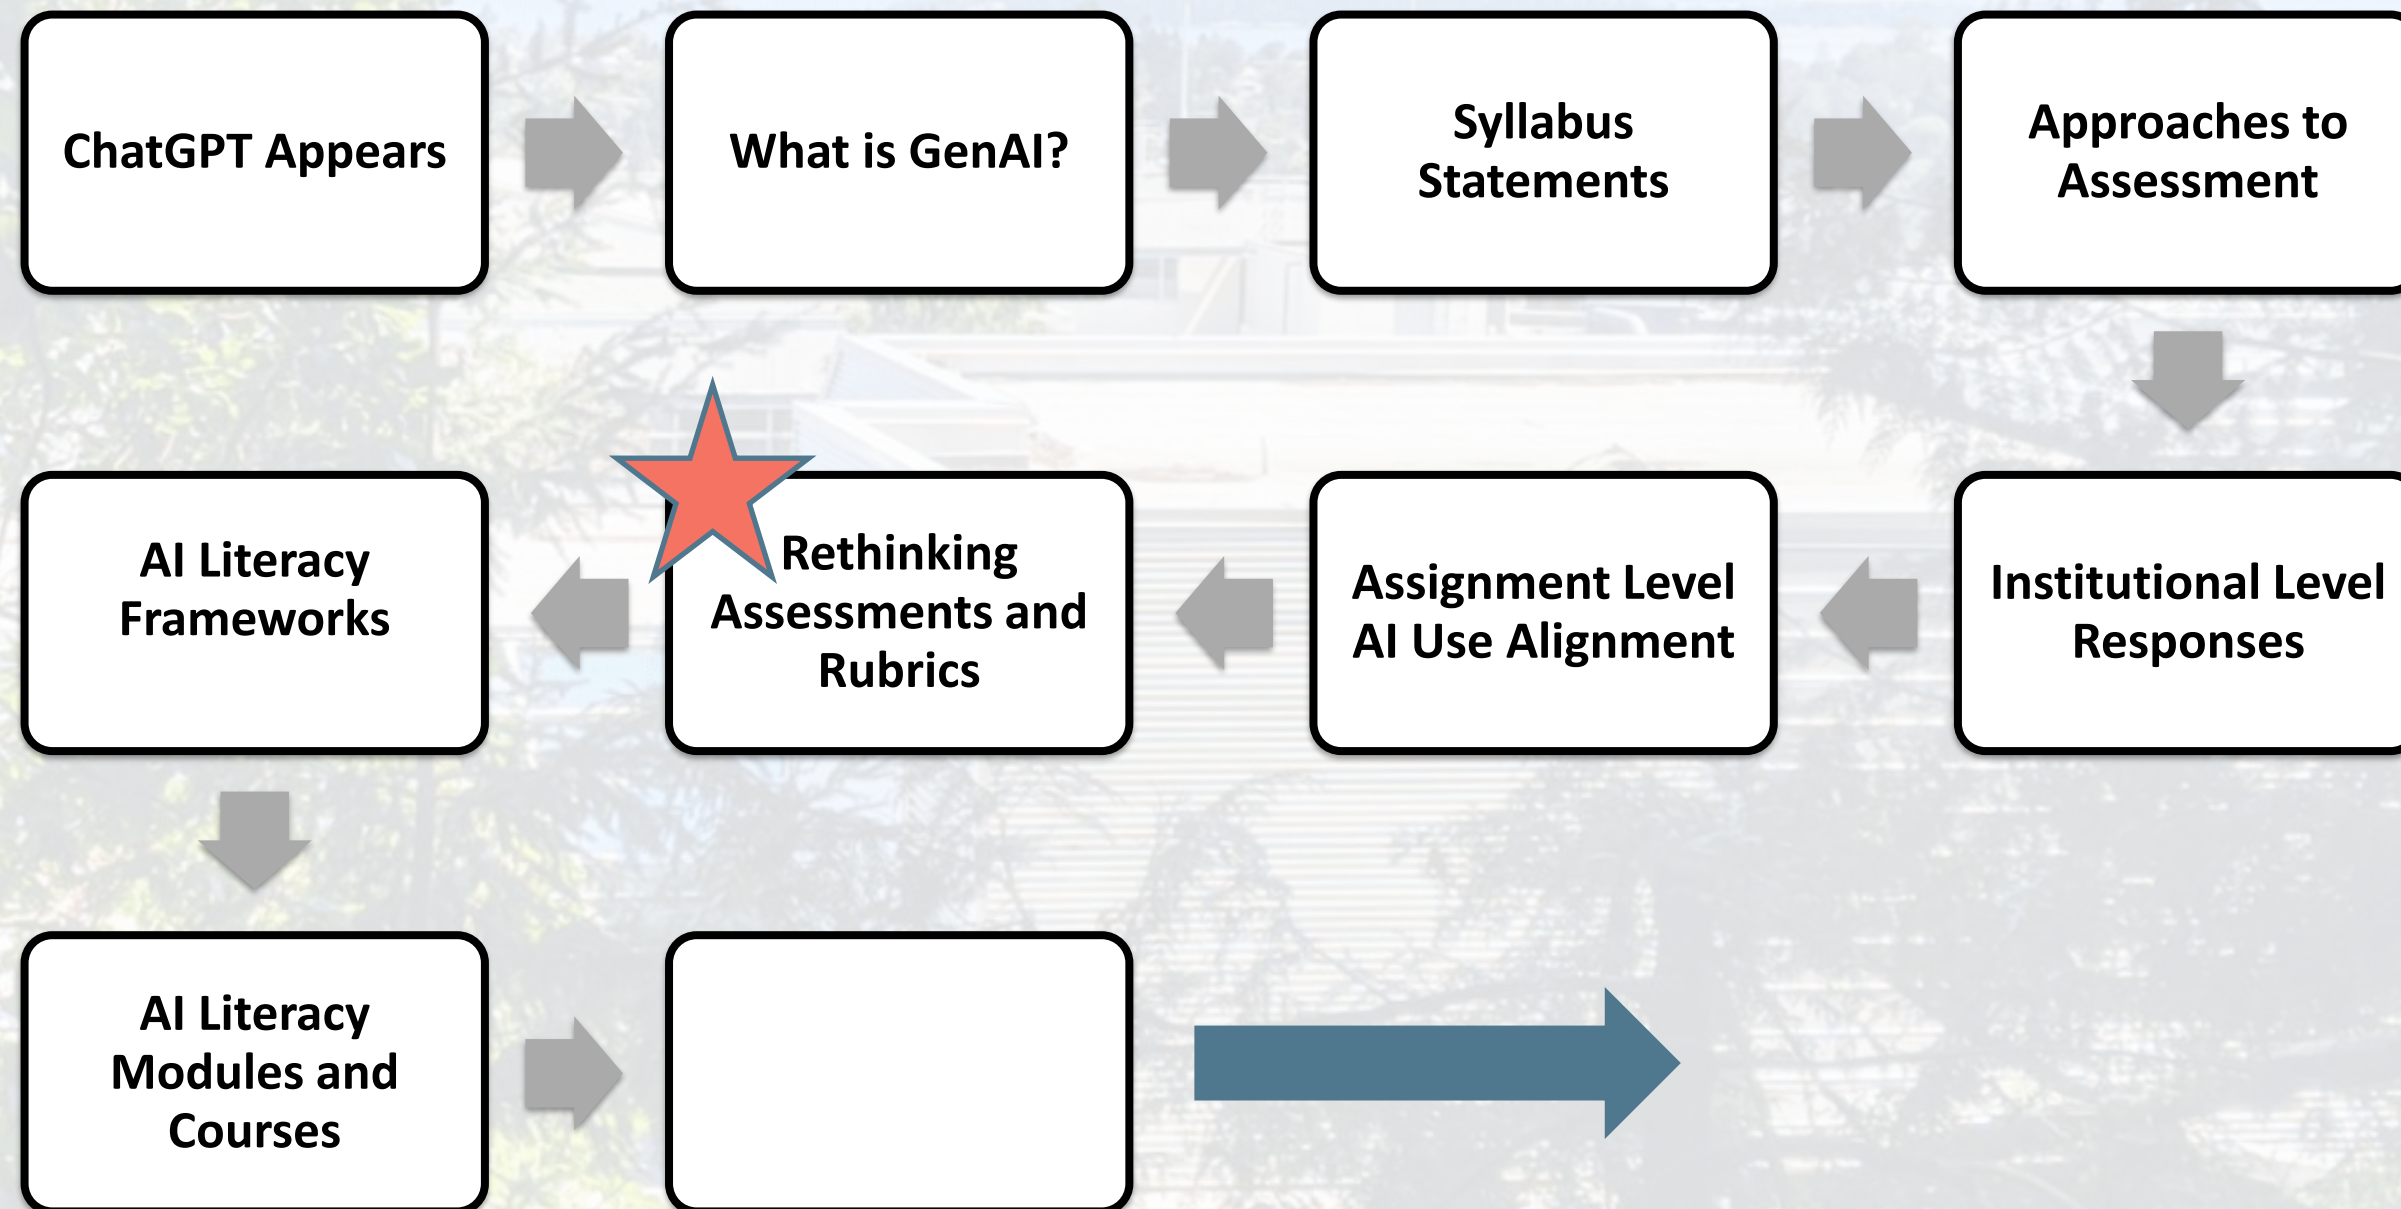 ChatGPT Appears
What is GenAI?
Syllabus
Statements
Approaches to
Assessment
Institutional Level
Responses
Assignment Level
AI Use Alignment
Rethinking
Assessments and
Rubrics
AI Literacy
Frameworks
AI Literacy
Modules and
Courses